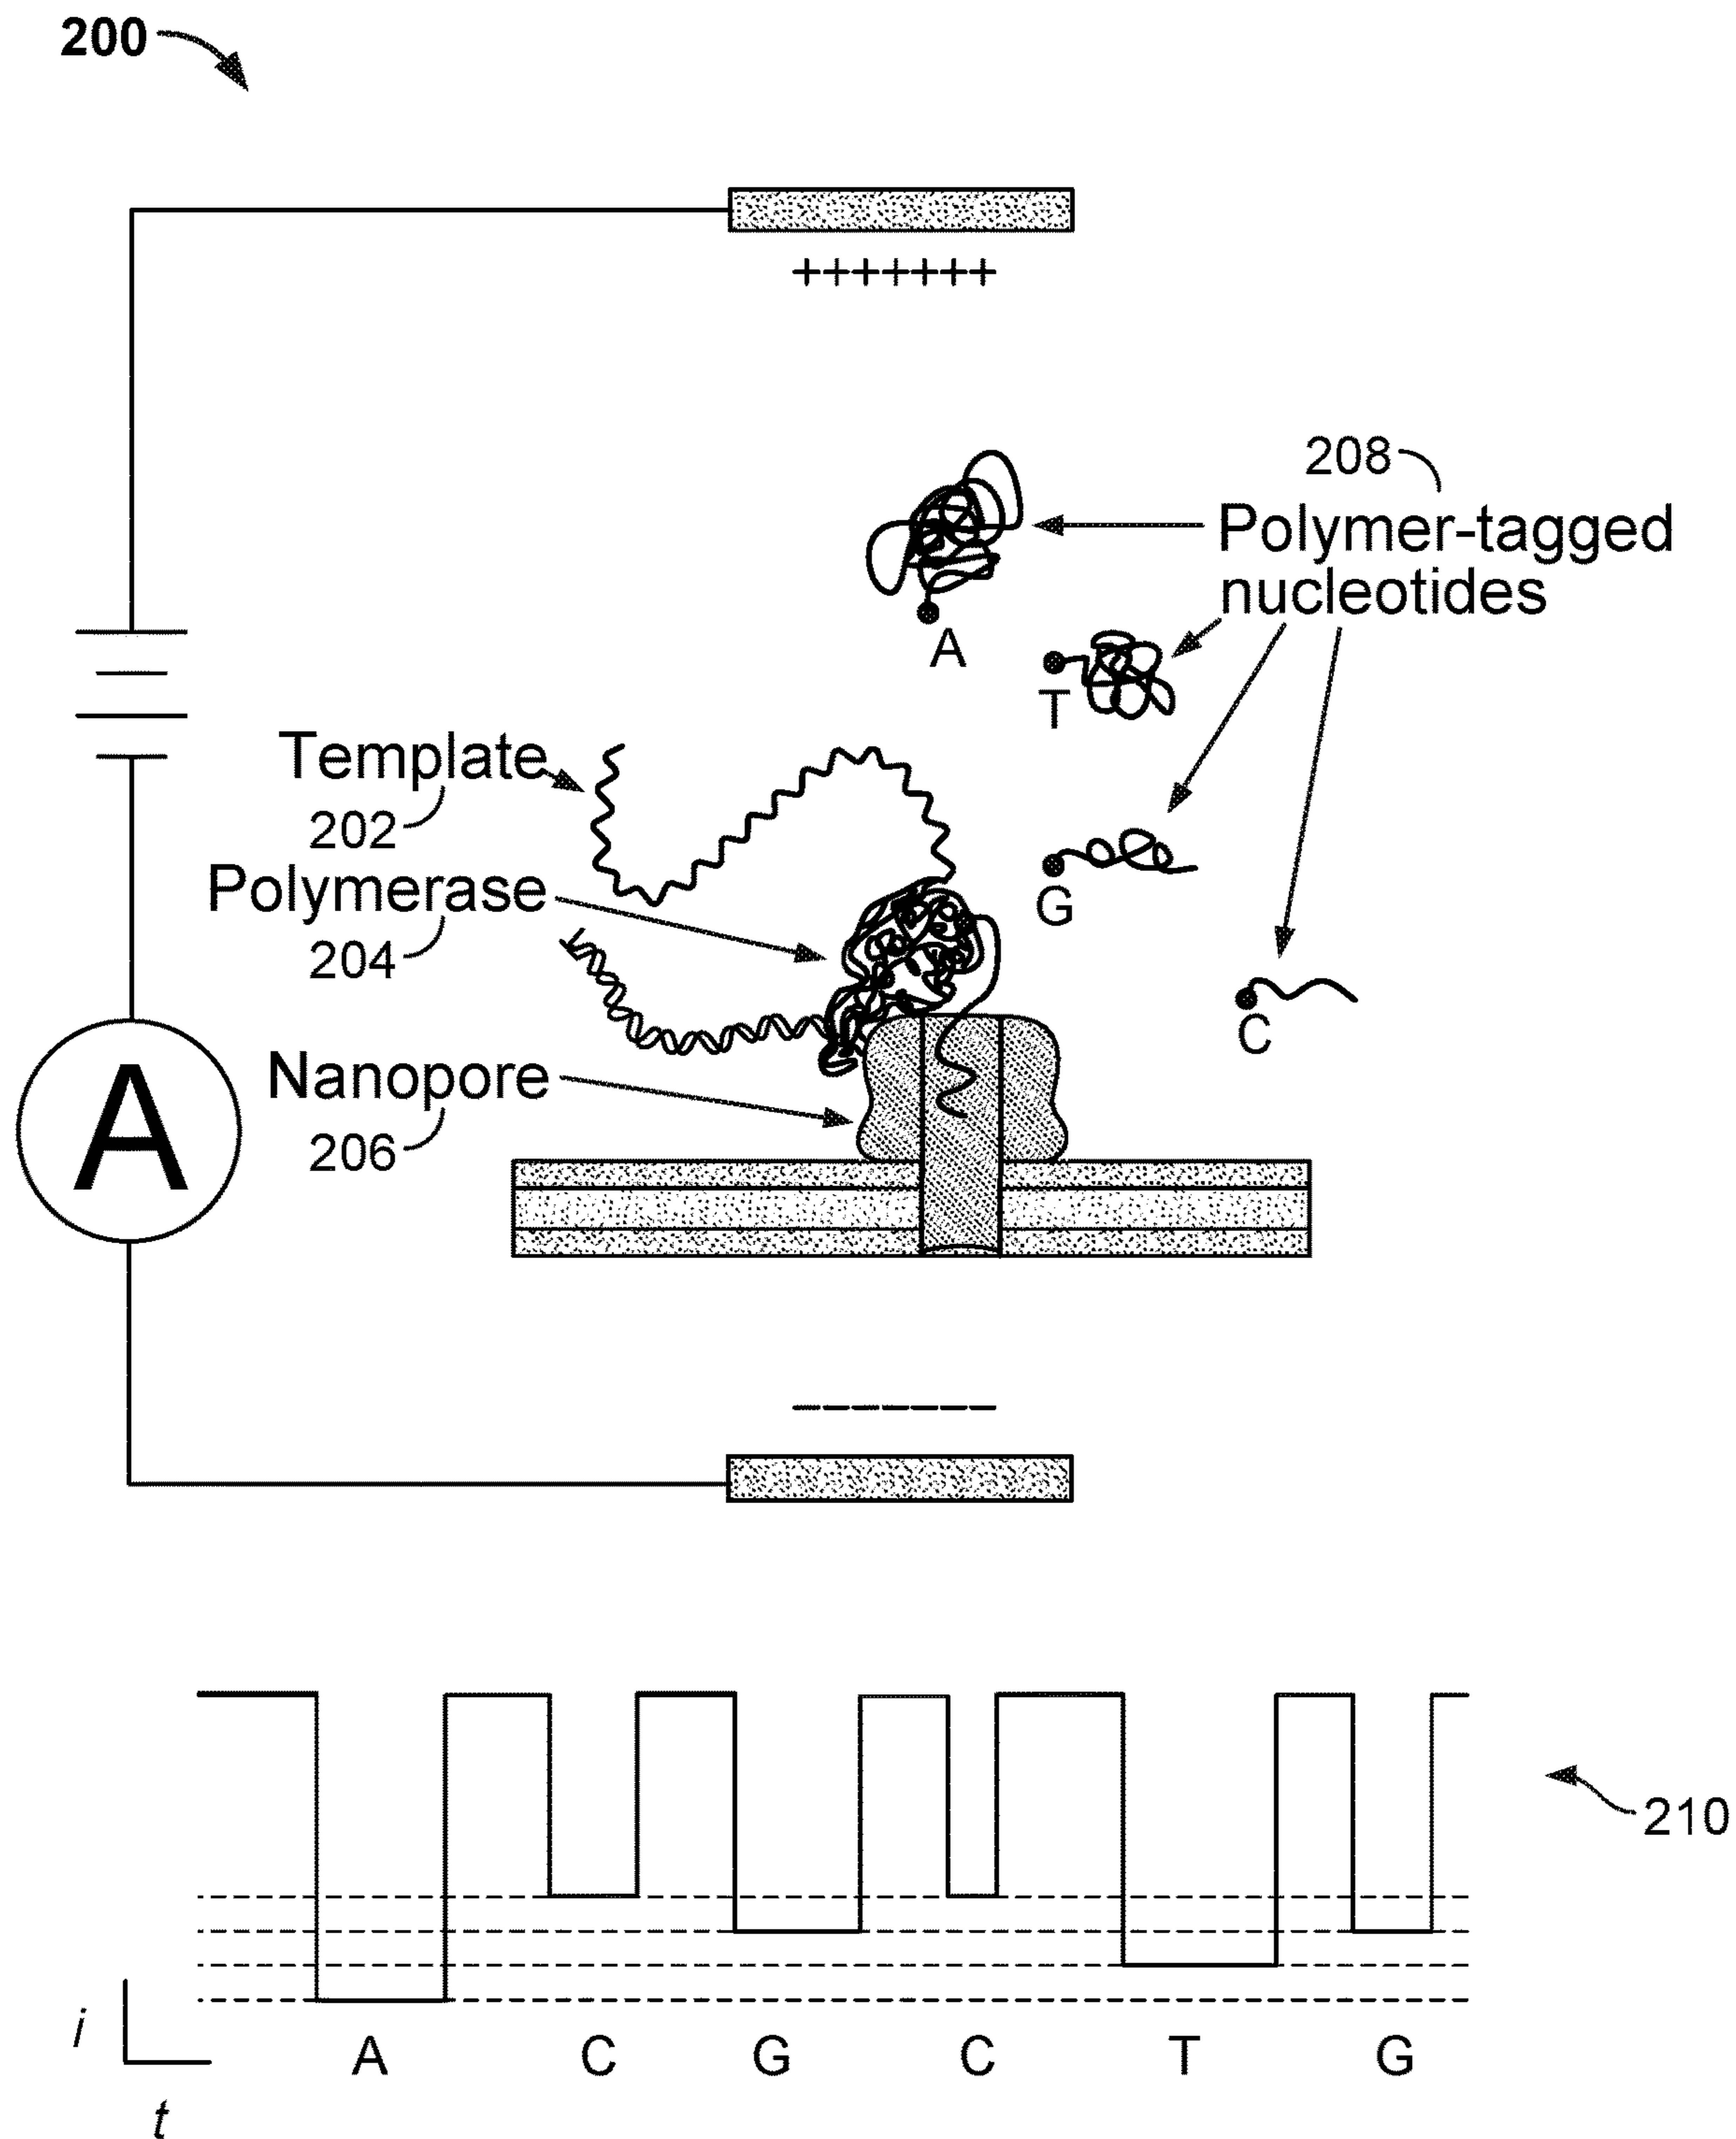 200
+++++++
208
Polymer-tagged
nucleotides
A
T
Template
202
Polymerase
204
G
C
A
Nanopore
206
-------
210
i
t
A C G C T G